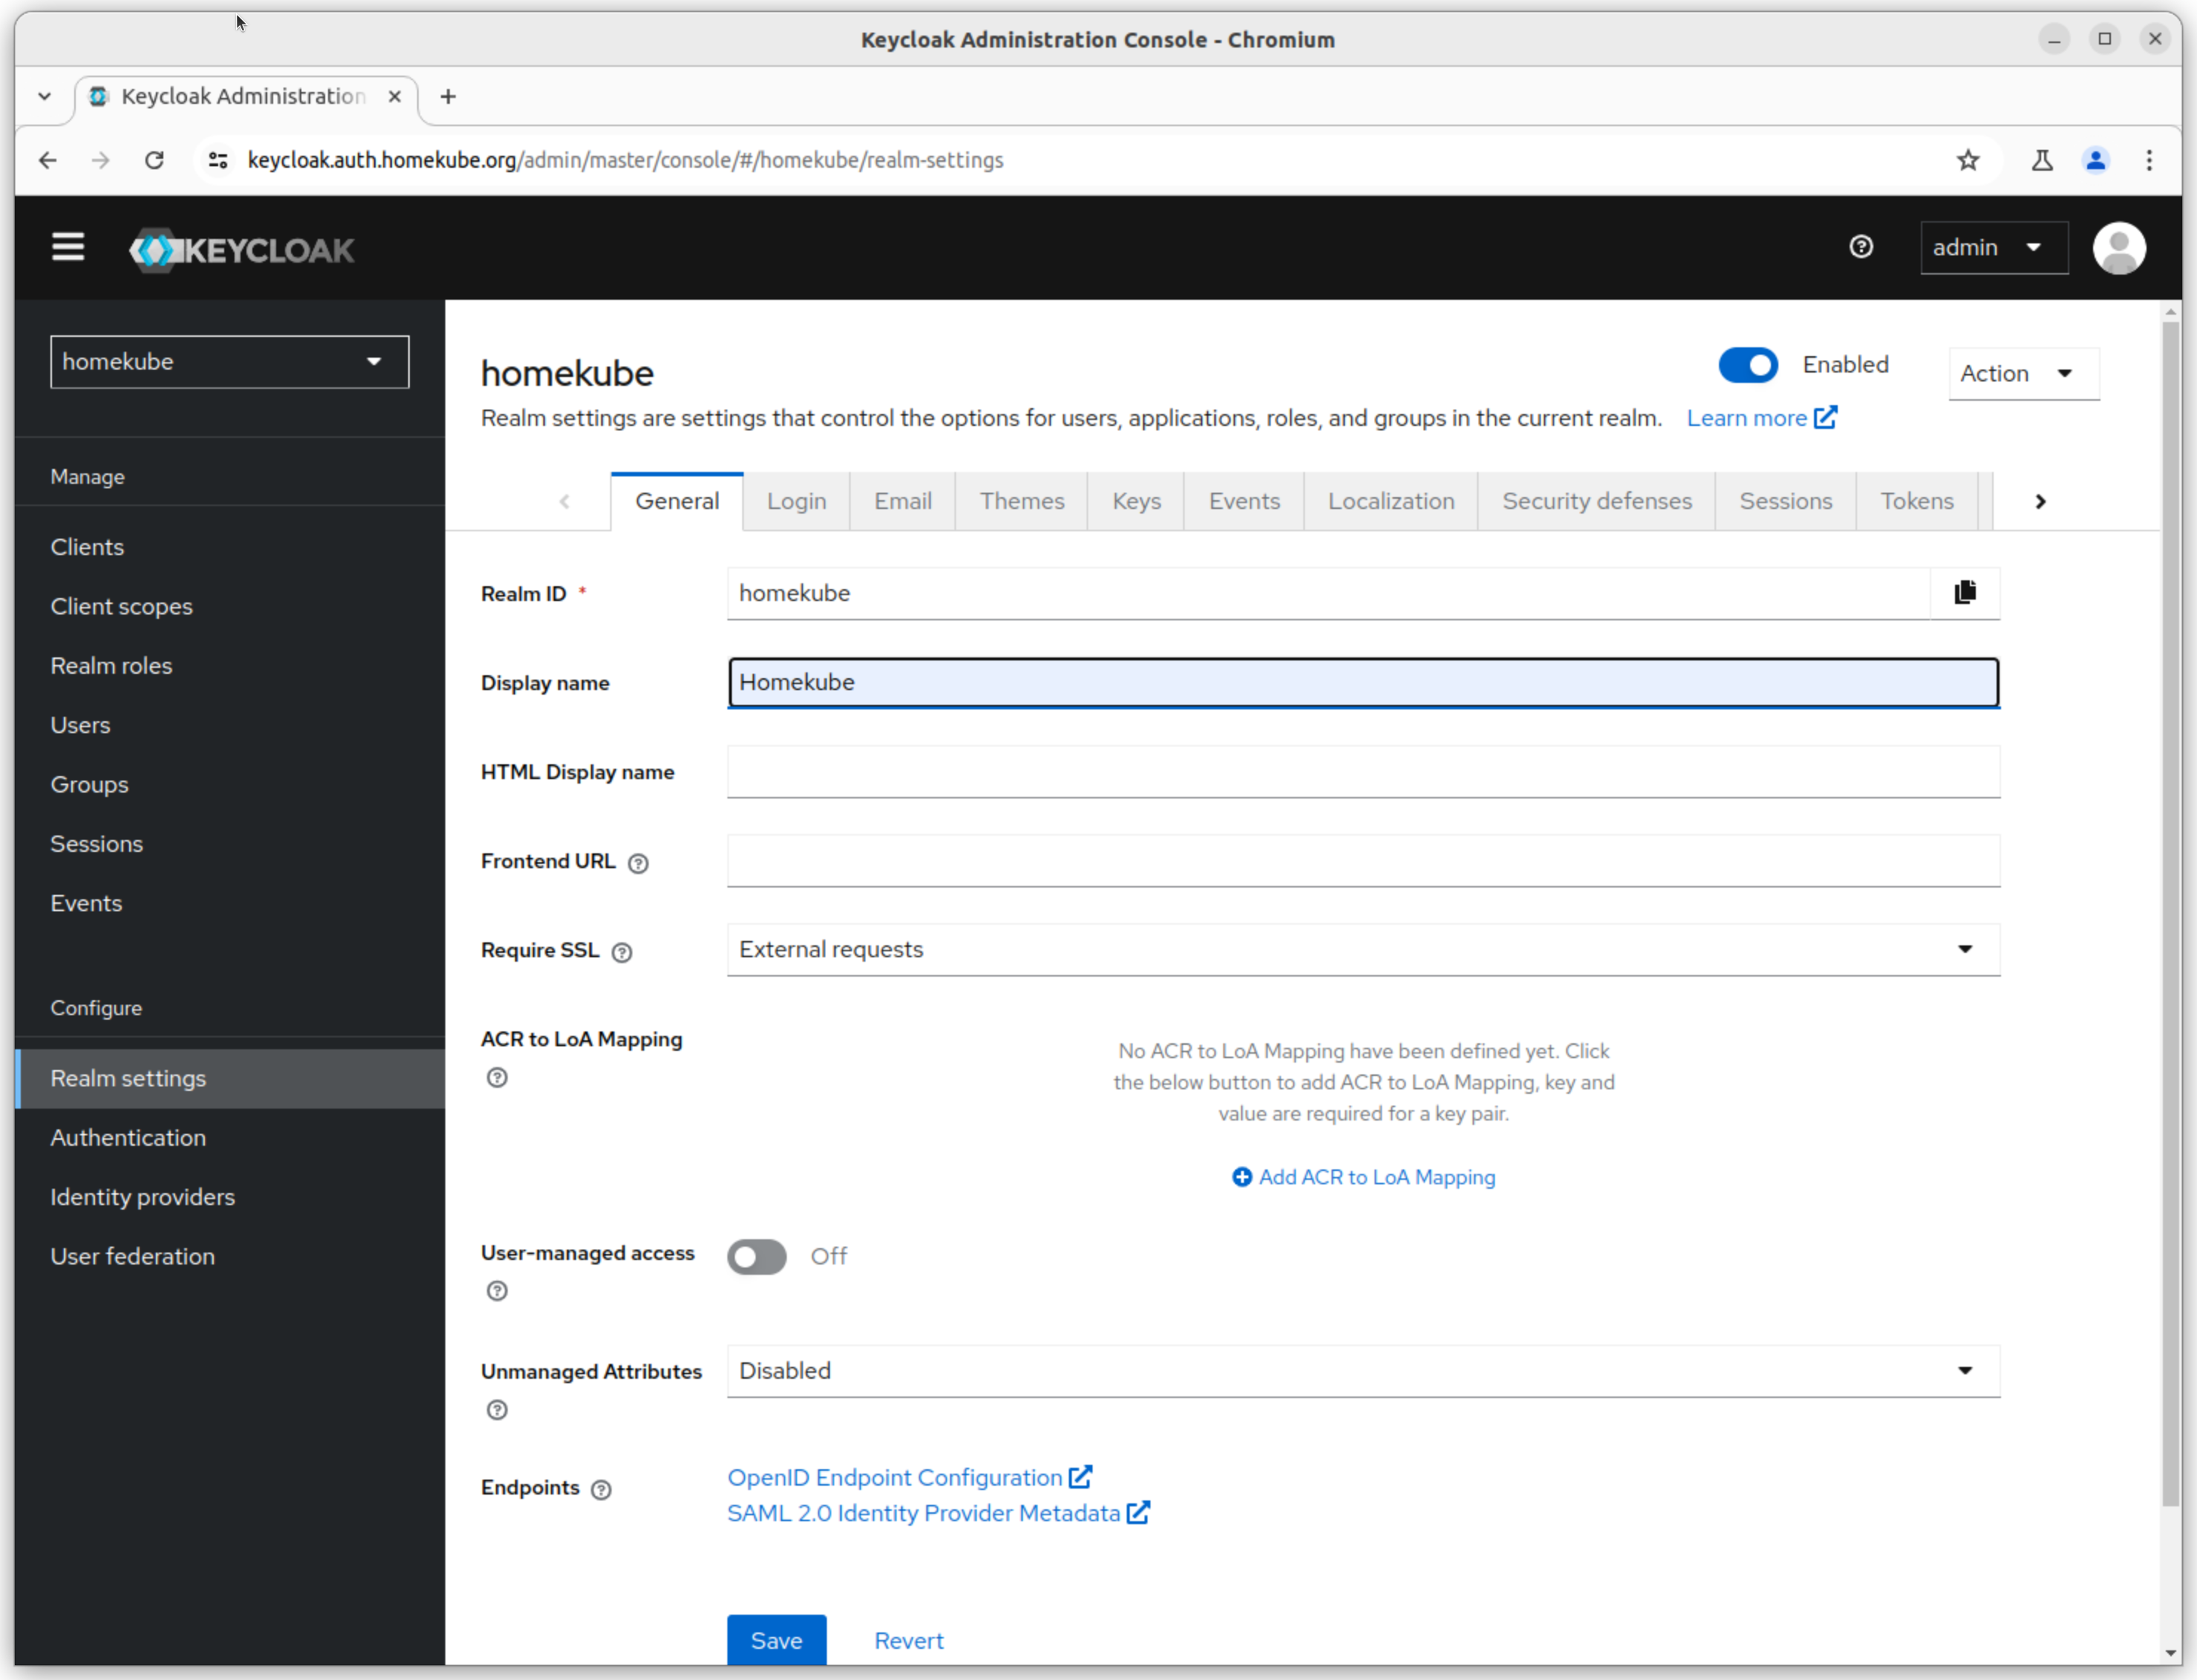 Keycloak Administration Console - Chromium
Keycloak Administration
keycloak.auth.homekube.org/admin/master/console/#/homekube/realm-settings
KEYCLOAK
admin
homekube
Manage
Clients
Client scopes
Realm roles
Users
Groups
Sessions
Events
Configure
Realm settings
Authentication
Identity providers
User federation
homekube
Enabled
Action
Realm settings are settings that control the options for users, applications, roles, and groups in the current realm. Learn more
General Login Email Themes Keys Events Localization Security defenses Sessions Tokens
Realm ID * homekube
Display name Homekube
HTML Display name
Frontend URL
Require SSL External requests
ACR to LoA Mapping
No ACR to LoA Mapping have been defined yet. Click
the below button to add ACR to LoA Mapping, key and
value are required for a key pair.
Add ACR to LoA Mapping
User-managed access Off
Unmanaged Attributes Disabled
Endpoints OpenID Endpoint Configuration
SAML 2.0 Identity Provider Metadata
Save Revert